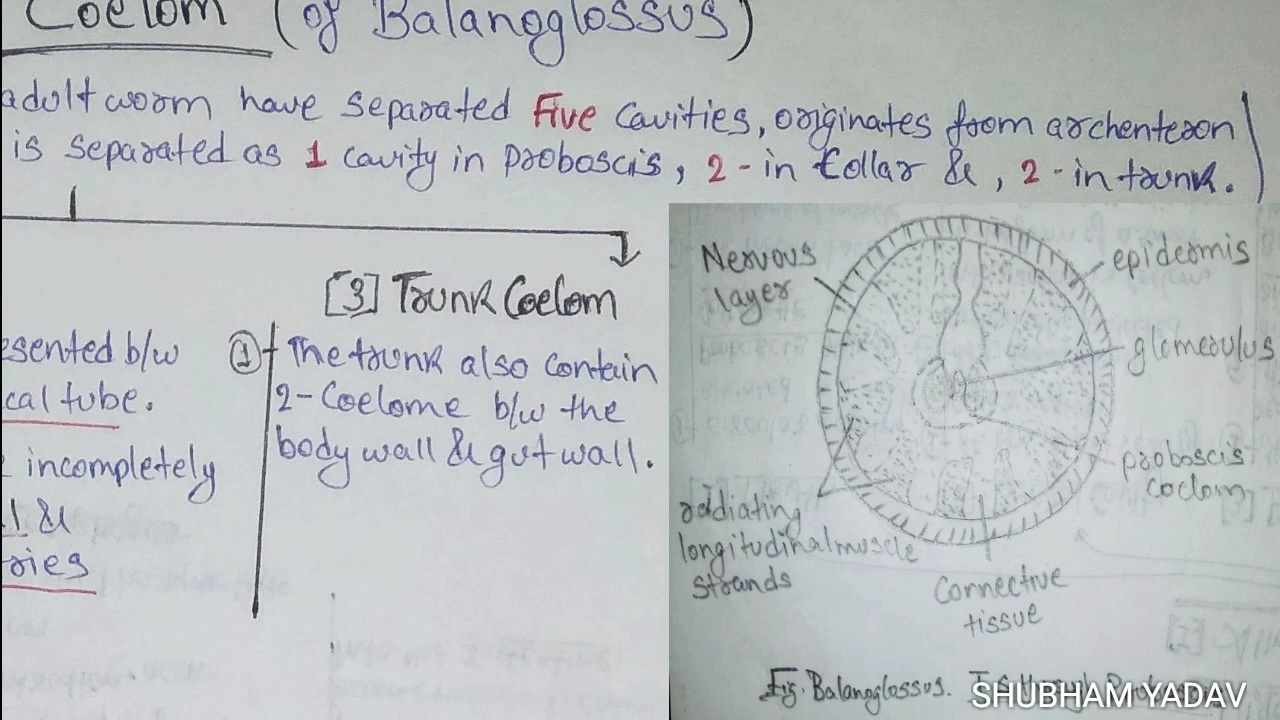 Coelom (of Balanoglossus)
adult worm have separated Five cavities, originates from archenteron
is separated as 1 cavity in proboscis, 2 - in Collar &, 2 - in trunk.
[3] Trunk Coelom
esented b/w
cal tube.
incompletely
&
ries
① The trunk also contain
2-Coelome b/w the
body wall & gut wall.
Nervous
layer
epidermis
glomerulus
proboscis
coelom
radiating
longitudinal muscle
strands
Connective
tissue
Fig. Balanoglossus. T.S. through
SHUBHAM YADAV